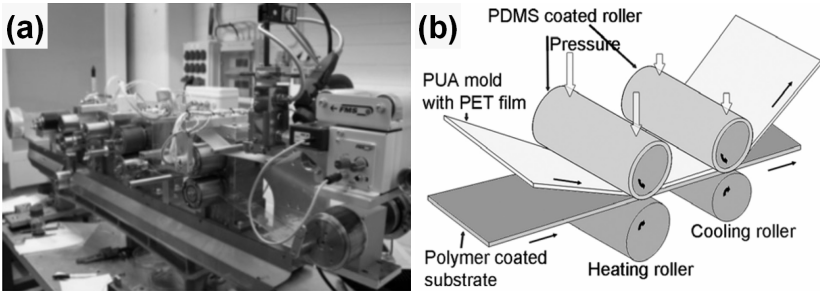 (a)
(b)
PDMS coated roller
Pressure
PUA mold
with PET film
Cooling roller
Polymer coated
substrate
Heating roller